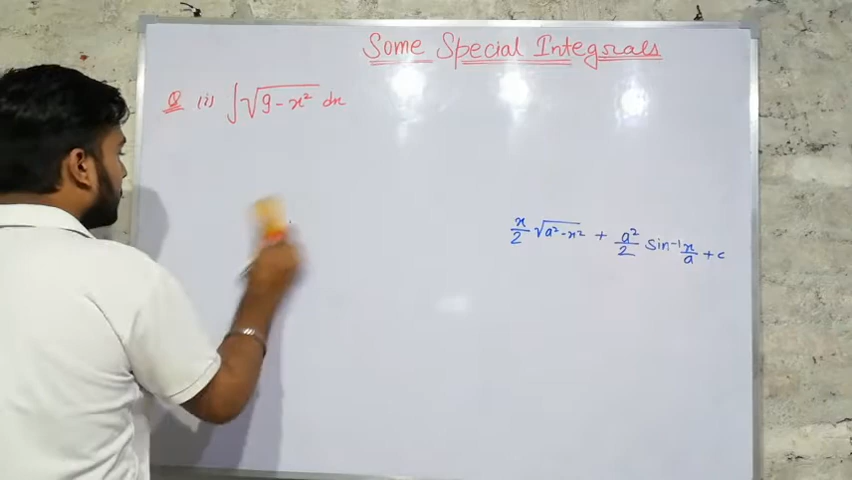 Some Special Integrals
Q (i) ∫√(9 - x²) dx
x/2 √(a² - x²) + a²/2 sin⁻¹ x/a + c